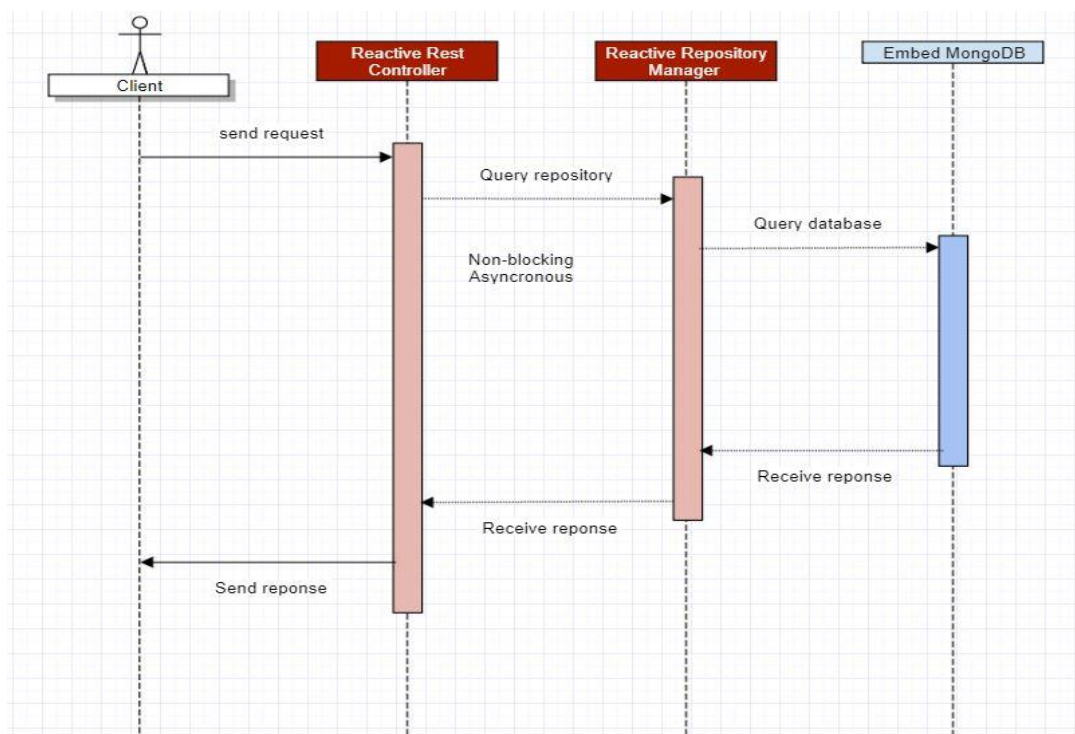 Client
Reactive Rest
Controller
Reactive Repository
Manager
Embed MongoDB
send request
Query repository
Query database
Non-blocking
Asyncronous
Receive reponse
Receive reponse
Send reponse